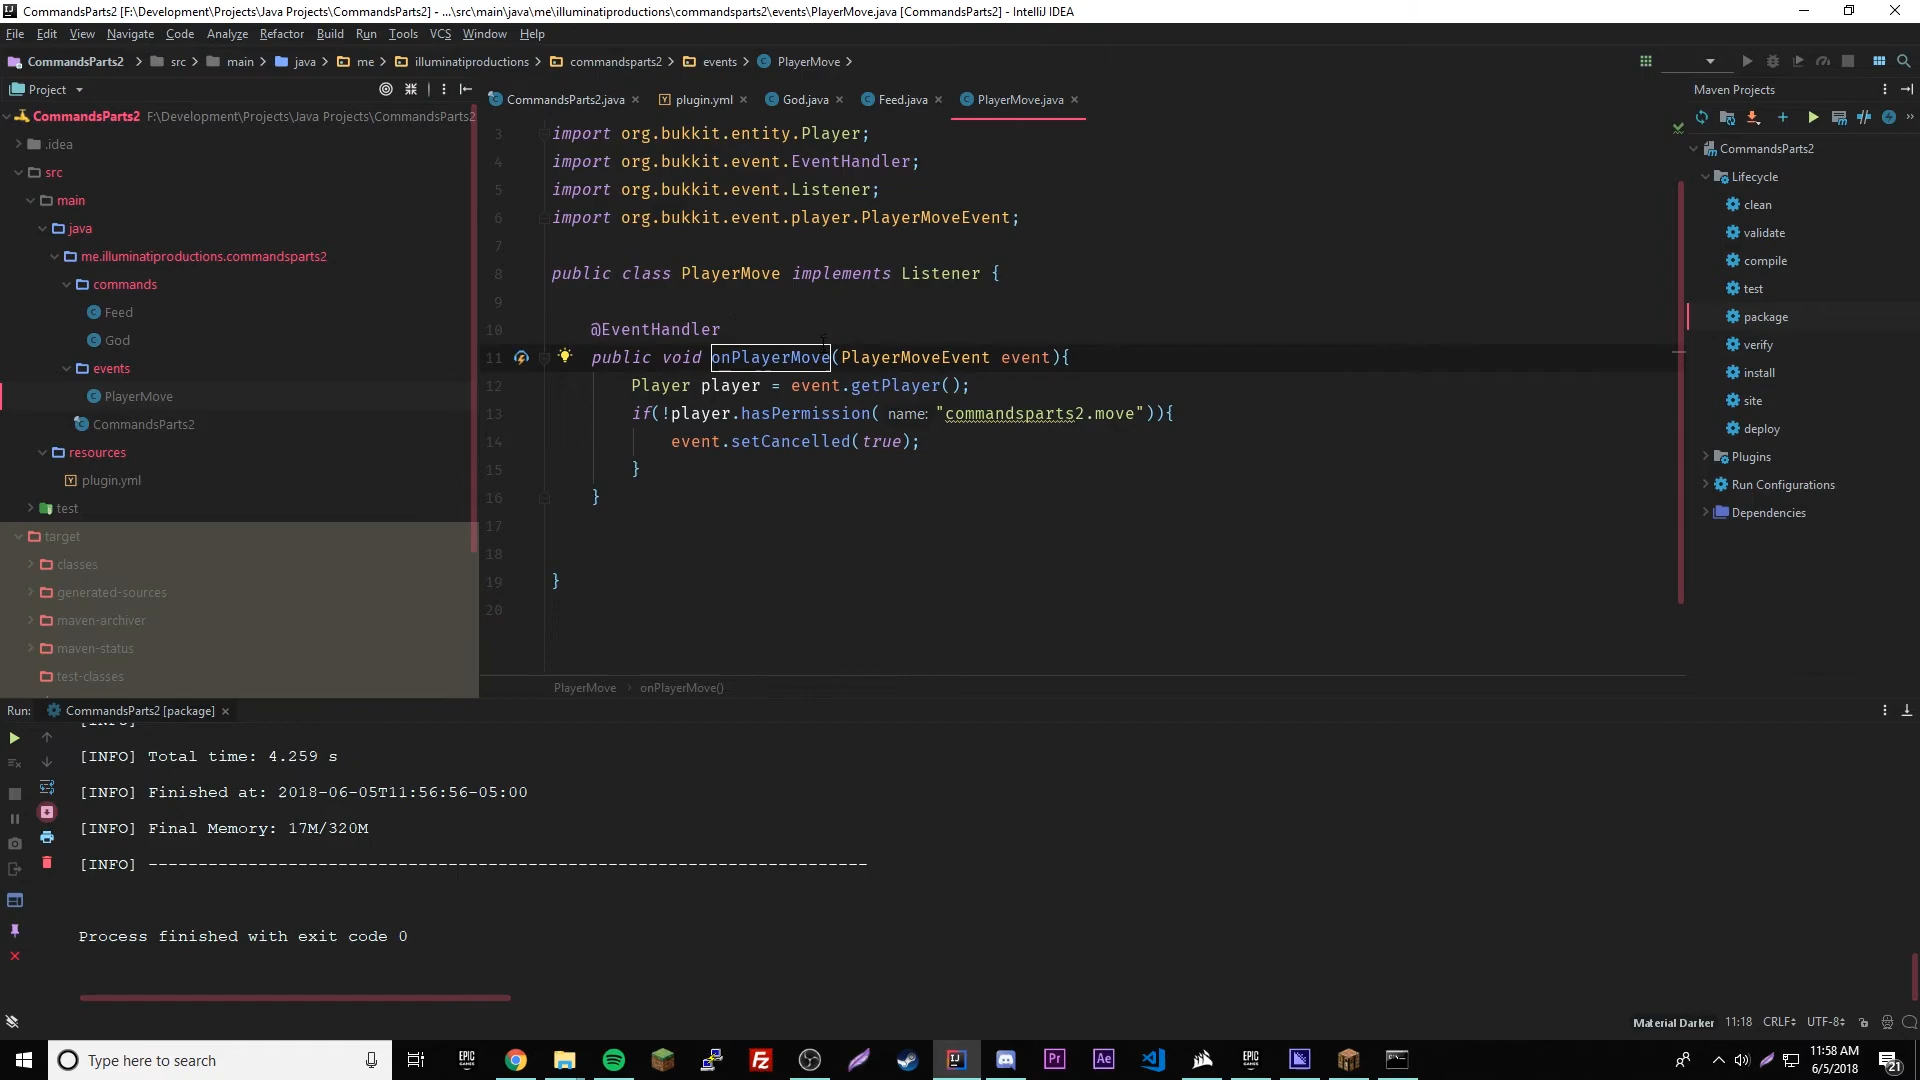 CommandsParts2 [F:\Development\Projects\Java Projects\CommandsParts2] - ...\src\main\java\me\illuminatiproductions\commandsparts2\events\PlayerMove.java [CommandsParts2] - IntelliJ IDEA
File Edit View Navigate Code Analyze Refactor Build Run Tools VCS Window Help
CommandsParts2 src main java me illuminatiproductions commandsparts2 events PlayerMove
Project
CommandsParts2.java plugin.yml God.java Feed.java PlayerMove.java
Maven Projects
CommandsParts2 F:\Development\Projects\Java Projects\CommandsParts2
.idea
src
main
java
me.illuminatiproductions.commandsparts2
commands
Feed
God
events
PlayerMove
CommandsParts2
resources
plugin.yml
test
target
classes
generated-sources
maven-archiver
maven-status
test-classes
3 import org.bukkit.entity.Player;
4 import org.bukkit.event.EventHandler;
5 import org.bukkit.event.Listener;
6 import org.bukkit.event.player.PlayerMoveEvent;
7
8 public class PlayerMove implements Listener {
9
10 @EventHandler
11 public void onPlayerMove(PlayerMoveEvent event){
12 Player player = event.getPlayer();
13 if(!player.hasPermission( name: "commandsparts2.move")){
14 event.setCancelled(true);
15 }
16 }
17
18
19 }
20
PlayerMove onPlayerMove()
CommandsParts2
Lifecycle
clean
validate
compile
test
package
verify
install
site
deploy
Plugins
Run Configurations
Dependencies
Run: CommandsParts2 [package]
[INFO]
[INFO] Total time: 4.259 s
[INFO] Finished at: 2018-06-05T11:56:56-05:00
[INFO] Final Memory: 17M/320M
[INFO] ------------------------------------------------------------------------
Process finished with exit code 0
Material Darker 11:18 CRLF UTF-8
Type here to search
EPIC GAMES
Fz
IJ
Pr
Ae
EPIC GAMES
11:58 AM
6/5/2018
21